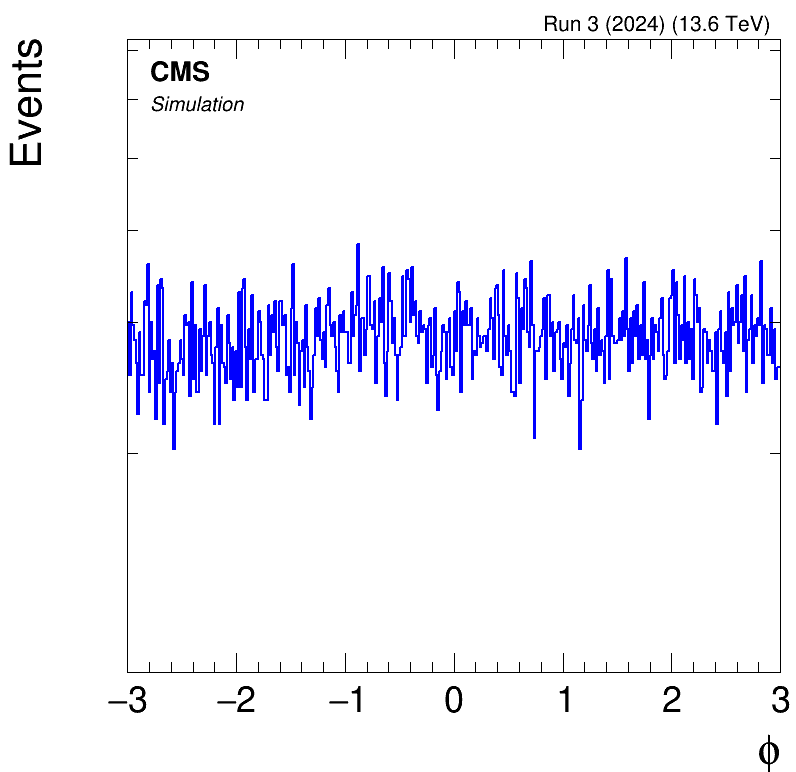 Run 3 (2024) (13.6 TeV)
CMS
Simulation
Events
−3 −2 −1 0 1 2 3
ϕ